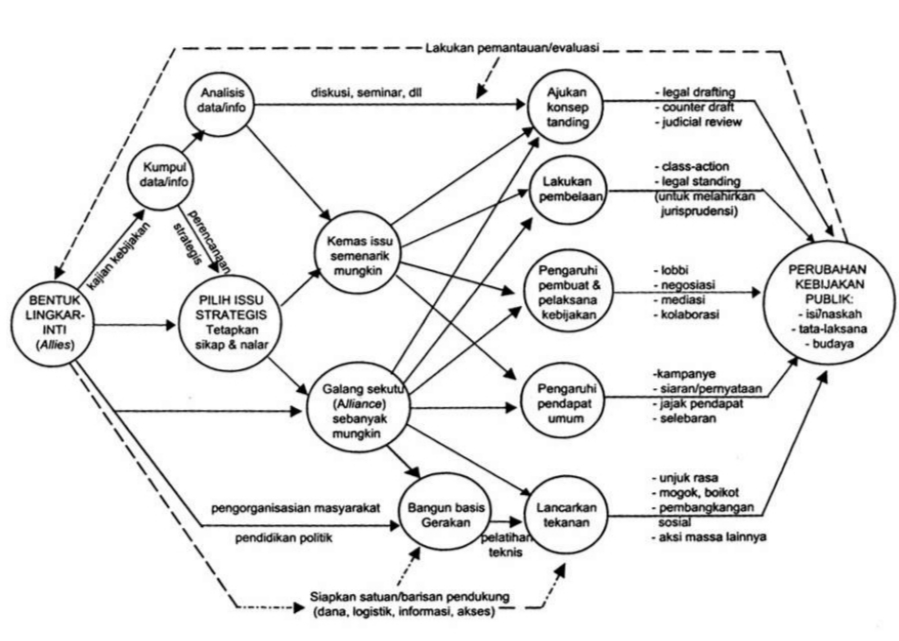 Lakukan pemantauan/evaluasi
Analisis
data/info
diskusi, seminar, dll
Ajukan
konsep
tanding
- legal drafting
- counter draft
- judicial review
Kumpul
data/info
Lakukan
pembelaan
- class-action
- legal standing
(untuk melahirkan
jurisprudensi)
kajian kebijakan
perencanaan
strategis
Kemas issu
semenarik
mungkin
BENTUK
LINGKAR-
INTI
(Allies)
PILIH ISSU
STRATEGIS
Tetapkan
sikap & nalar
Pengaruhi
pembuat &
pelaksana
kebijakan
- lobbi
- negosiasi
- mediasi
- kolaborasi
PERUBAHAN
KEBIJAKAN
PUBLIK:
- isi/naskah
- tata-laksana
- budaya
Galang sekutu
(Alliance)
sebanyak
mungkin
Pengaruhi
pendapat
umum
-kampanye
- siaran/pernyataan
- jajak pendapat
- selebaran
pengorganisasian masyarakat
pendidikan politik
Bangun basis
Gerakan
pelatihan
teknis
Lancarkan
tekanan
- unjuk rasa
- mogok, boikot
- pembangkangan
sosial
- aksi massa lainnya
Siapkan satuan/barisan pendukung
(dana, logistik, informasi, akses)